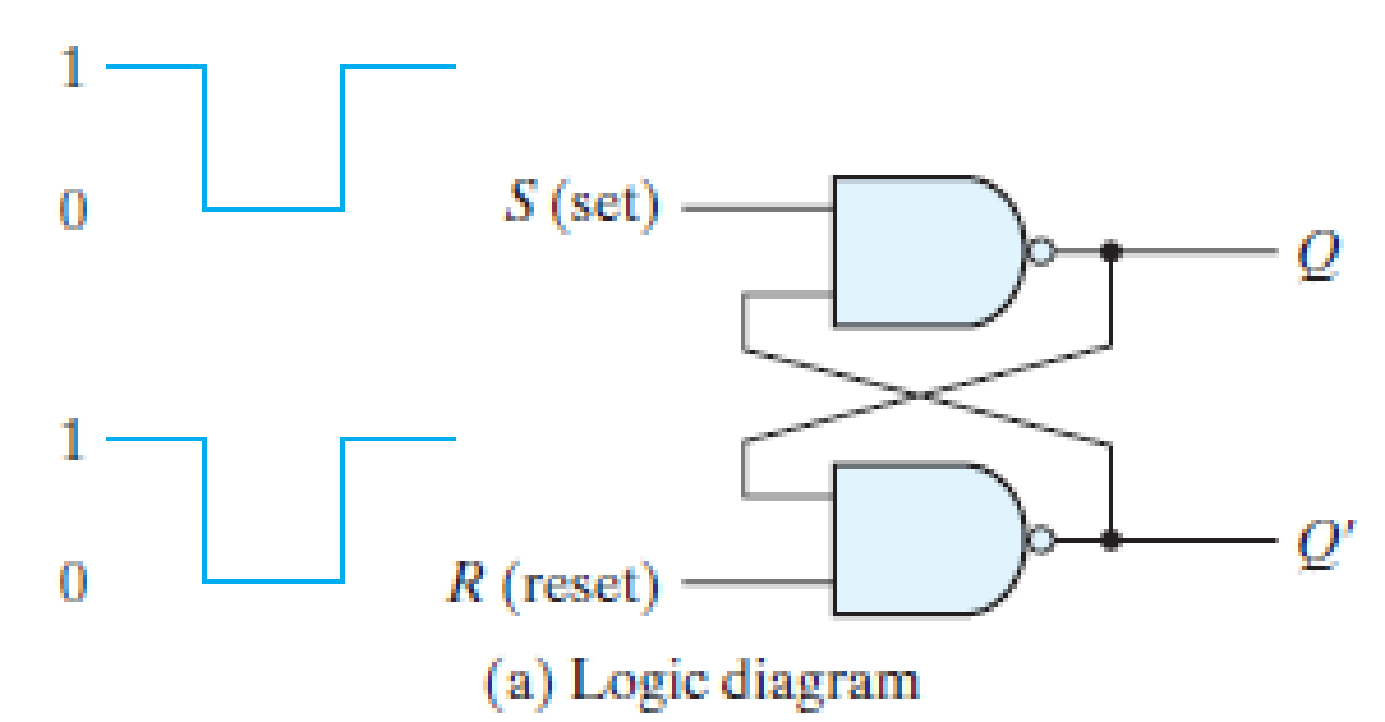 1
0
S (set)
Q
1
0
R (reset)
Q'
(a) Logic diagram